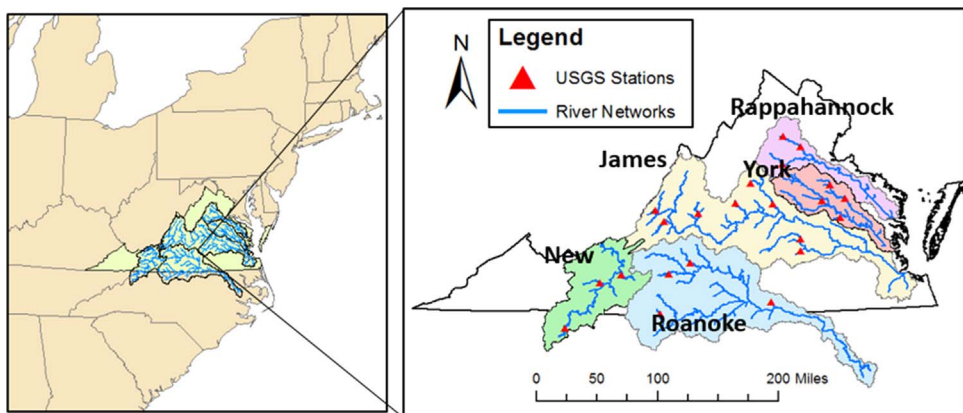 N
Legend
USGS Stations
River Networks
Rappahannock
James
York
New
Roanoke
0 50 100 200 Miles